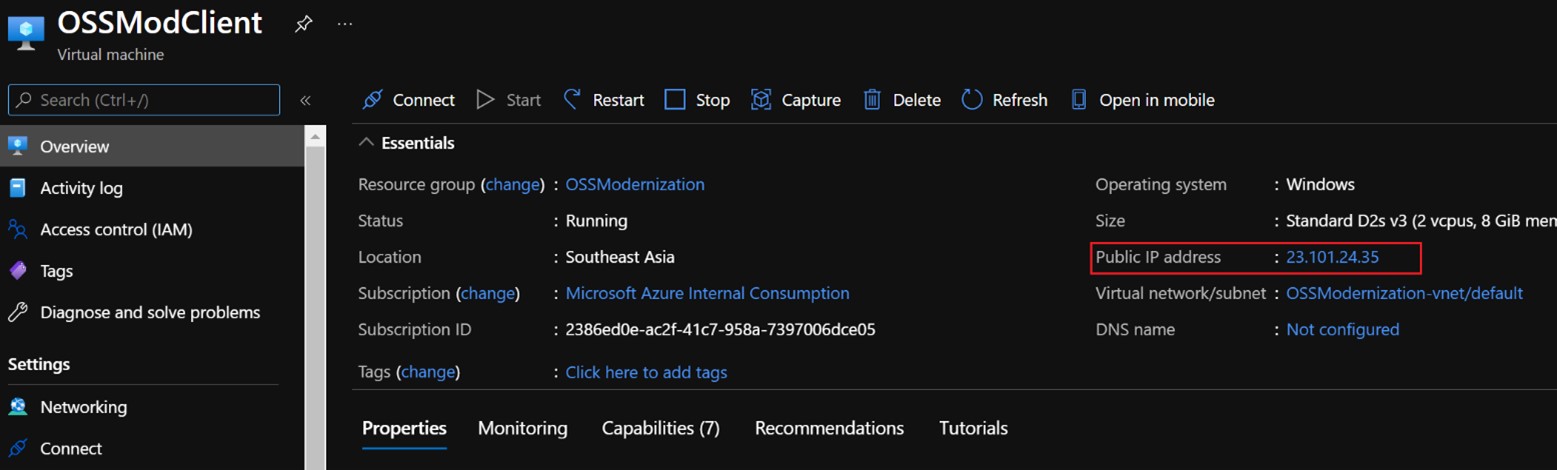 OSSModClient
...
Virtual machine
Search (Ctrl+/)
«
Connect Start Restart Stop Capture Delete Refresh Open in mobile
Overview
Activity log
Access control (IAM)
Tags
Diagnose and solve problems
Settings
Networking
Connect
Essentials
Resource group (change) : OSSModernization
Status : Running
Location : Southeast Asia
Subscription (change) : Microsoft Azure Internal Consumption
Subscription ID : 2386ed0e-ac2f-41c7-958a-7397006dce05
Tags (change) : Click here to add tags
Operating system : Windows
Size : Standard D2s v3 (2 vcpus, 8 GiB mem
Public IP address : 23.101.24.35
Virtual network/subnet : OSSModernization-vnet/default
DNS name : Not configured
Properties Monitoring Capabilities (7) Recommendations Tutorials